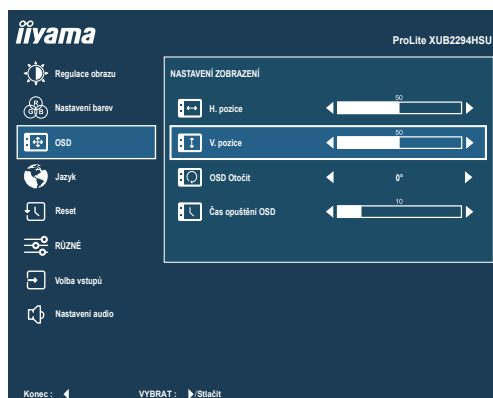 iiyama
ProLite XUB2294HSU
Regulace obrazu
Nastavení barev
R
G B
OSD
Jazyk
Reset
RŮZNÉ
Volba vstupů
Nastavení audio
NASTAVENÍ ZOBRAZENÍ
H. pozice
50
V. pozice
50
OSD Otočit
0°
Čas opuštění OSD
10
Konec :
VYBRAT : /Stlačit